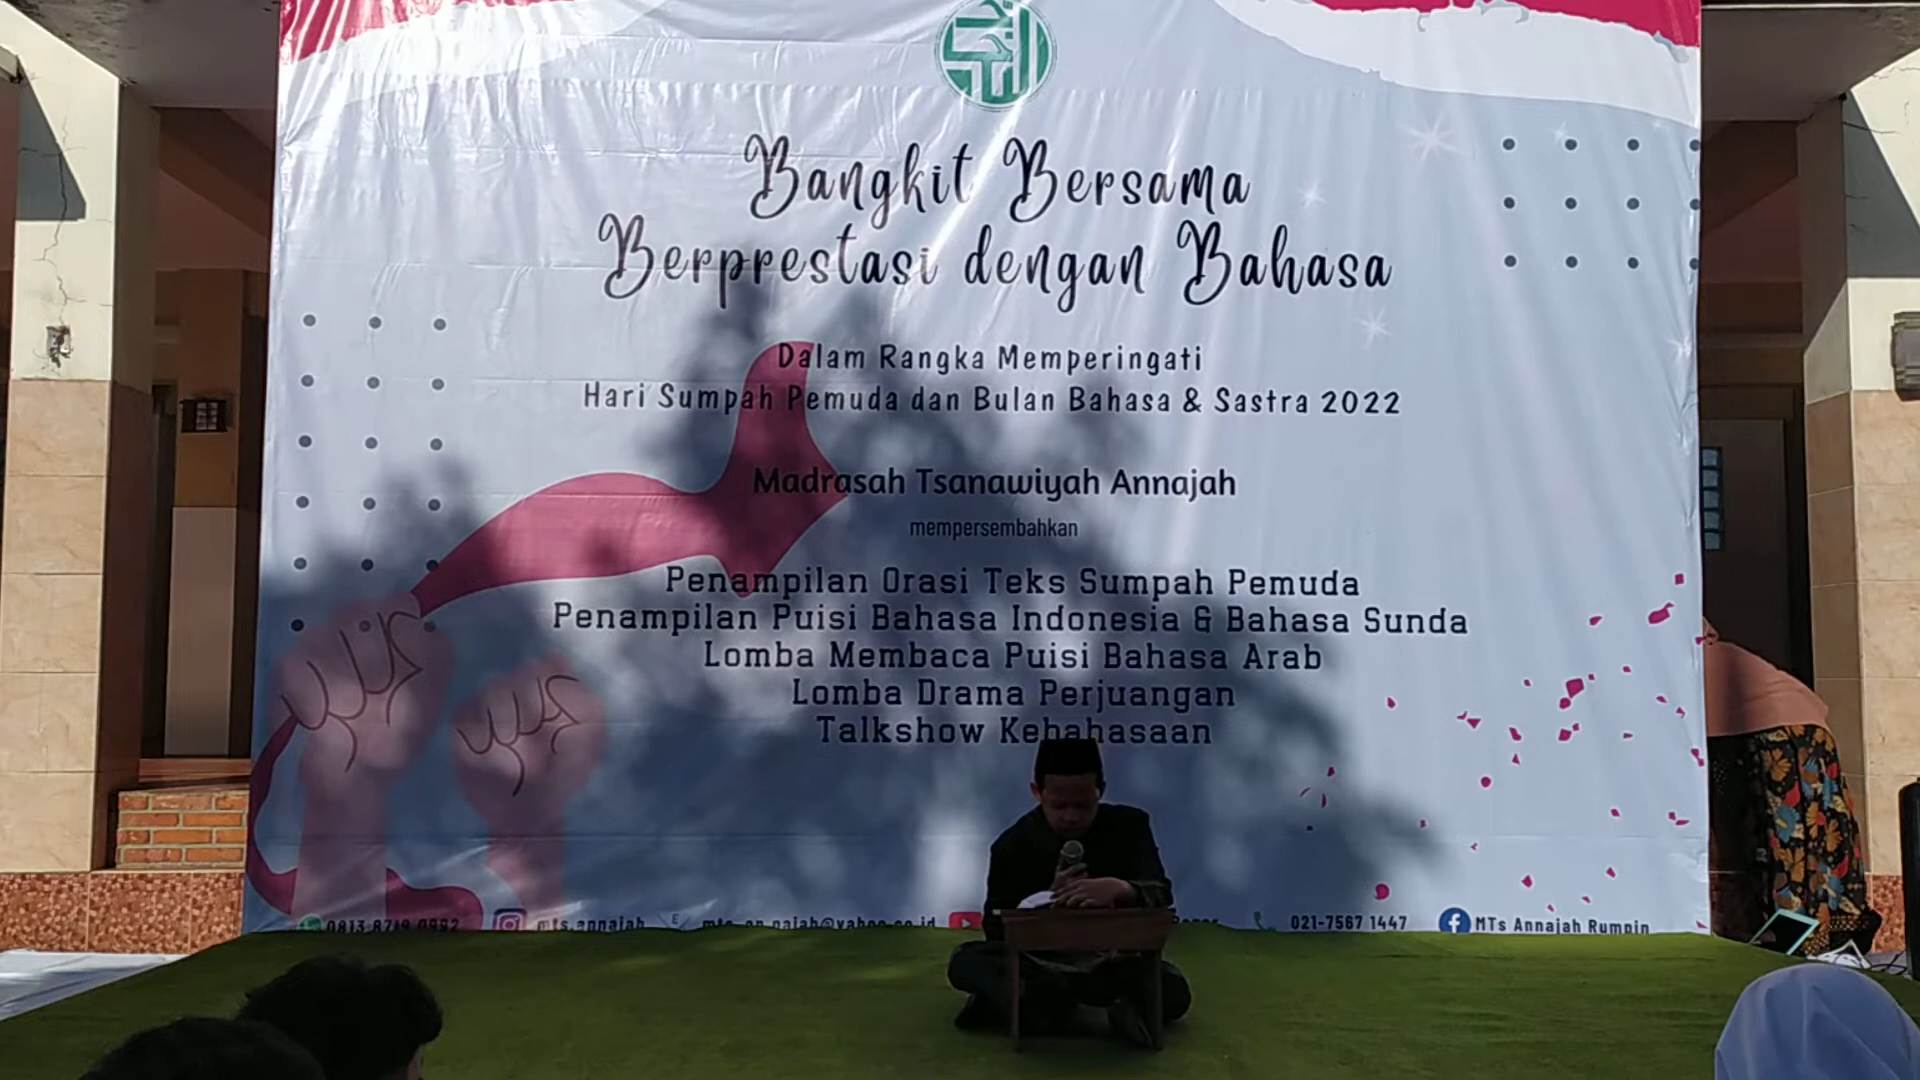 Bangkit Bersama
Berprestasi dengan Bahasa
Dalam Rangka Memperingati
Hari Sumpah Pemuda dan Bulan Bahasa & Sastra 2022
Madrasah Tsanawiyah Annajah
mempersembahkan
Penampilan Orasi Teks Sumpah Pemuda
Penampilan Puisi Bahasa Indonesia & Bahasa Sunda
Lomba Membaca Puisi Bahasa Arab
Lomba Drama Perjuangan
Talkshow Kebahasaan
mts.annajah 021-7567 1447 MTs Annajah Rumpin